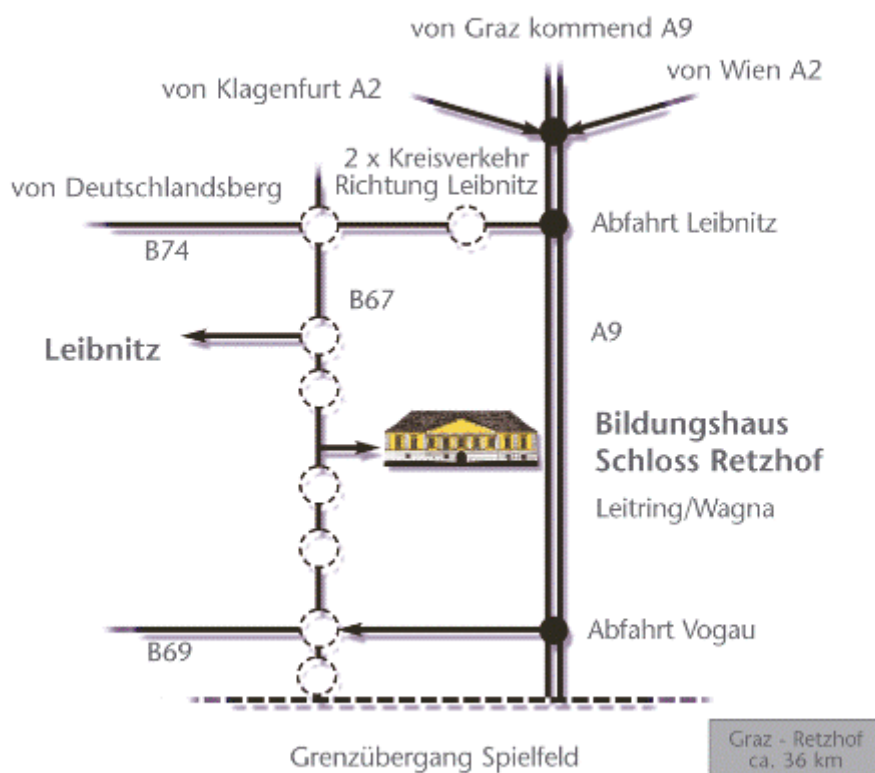 von Graz kommend A9
von Klagenfurt A2
von Wien A2
2 x Kreisverkehr
Richtung Leibnitz
von Deutschlandsberg
Abfahrt Leibnitz
B74
B67
A9
Leibnitz
Bildungshaus
Schloss Retzhof
Leitring/Wagna
Abfahrt Vogau
B69
Grenzübergang Spielfeld
Graz - Retzhof
ca. 36 km